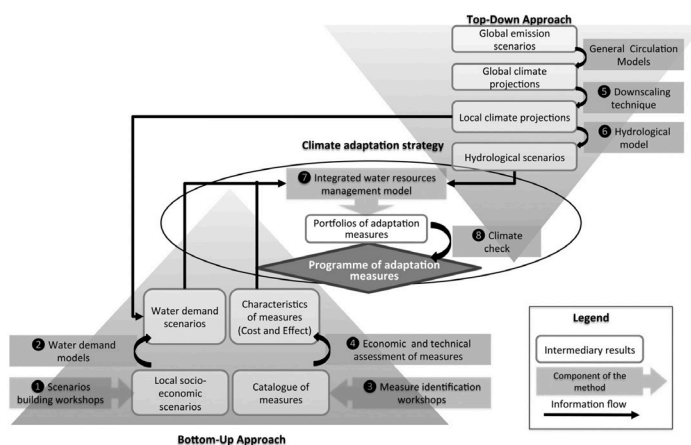 Top-Down Approach
Global emission
scenarios
General Circulation
Models
Global climate
projections
5 Downscaling
technique
Local climate projections
6 Hydrological
model
Climate adaptation strategy
Hydrological scenarios
7 Integrated water resources
management model
Portfolios of adaptation
measures
8 Climate
check
Programme of adaptation
measures
Water demand
scenarios
Characteristics
of measures
(Cost and Effect)
2 Water demand
models
4 Economic and technical
assessment of measures
1 Scenarios
building workshops
Local socio-
economic
scenarios
Catalogue of
measures
3 Measure identification
workshops
Bottom-Up Approach
Legend
Intermediary results
Component of the
method
Information flow